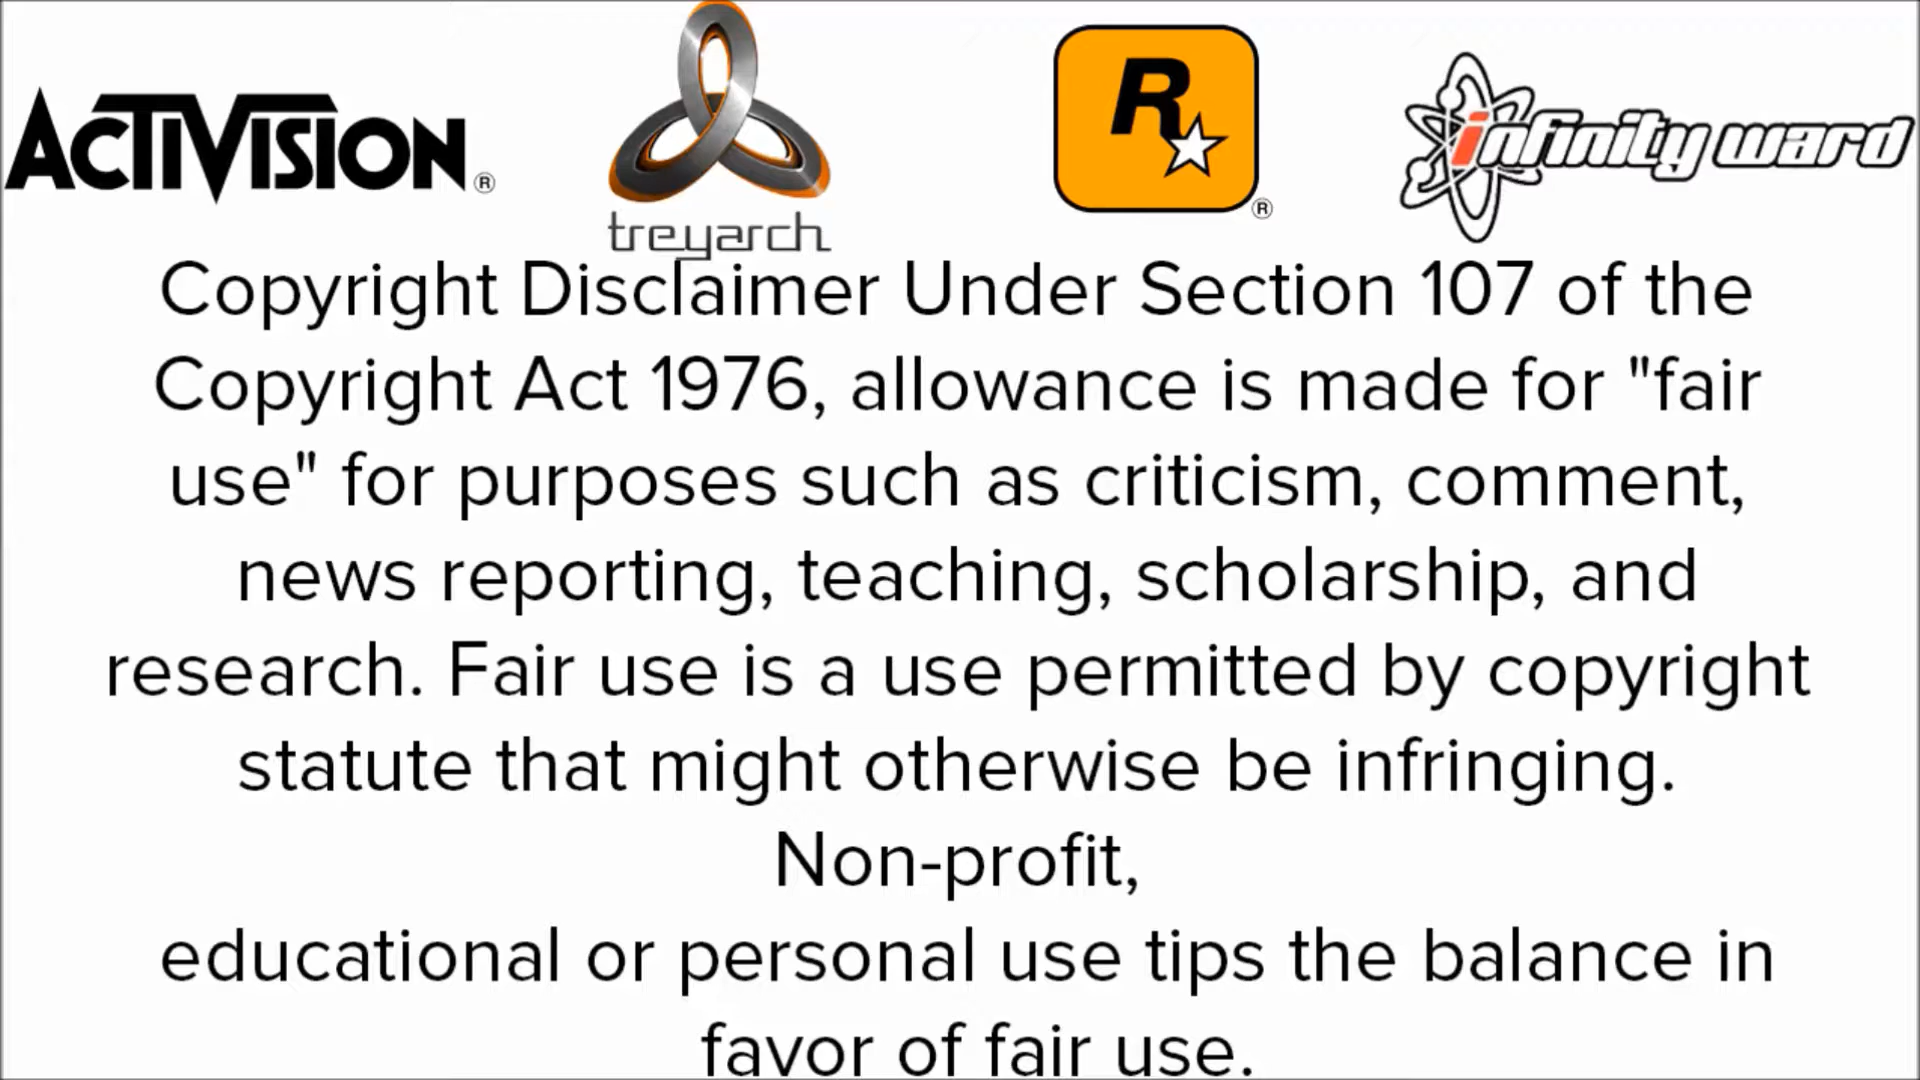 ACTIVISION®
treyarch
R ®
infinity ward
Copyright Disclaimer Under Section 107 of the
Copyright Act 1976, allowance is made for "fair
use" for purposes such as criticism, comment,
news reporting, teaching, scholarship, and
research. Fair use is a use permitted by copyright
statute that might otherwise be infringing.
Non-profit,
educational or personal use tips the balance in
favor of fair use.